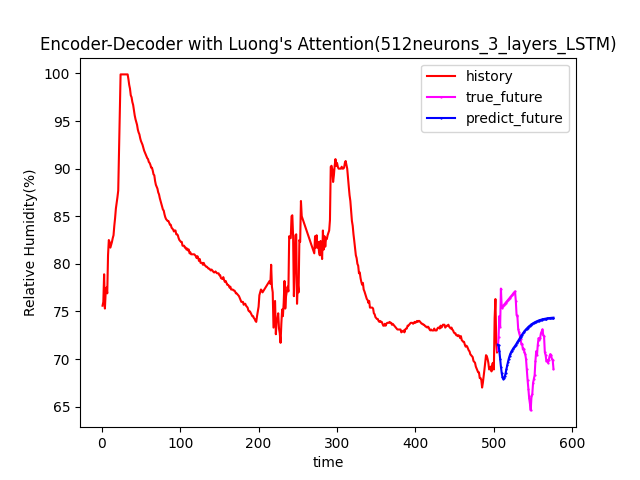 Encoder-Decoder with Luong's Attention(512neurons_3_layers_LSTM)
history
true_future
predict_future
Relative Humidity(%)
100
95
90
85
80
75
70
65
0 100 200 300 400 500 600
time